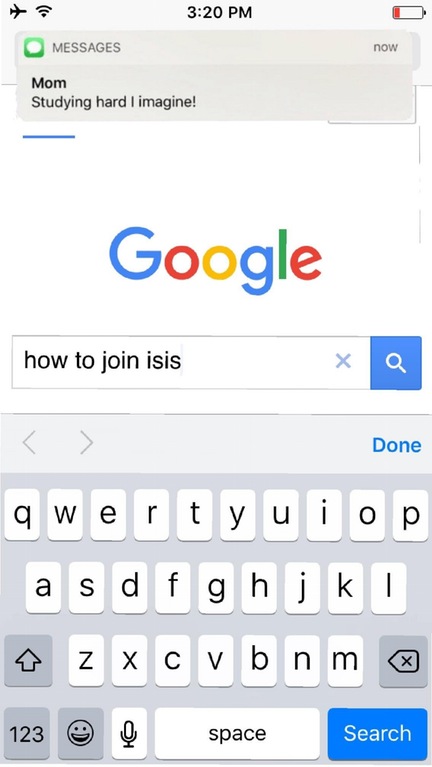 3:20 PM
MESSAGES now
Mom
Studying hard I imagine!
Google
how to join isis
Done
q w e r t y u i o p
a s d f g h j k l
z x c v b n m
123 space Search